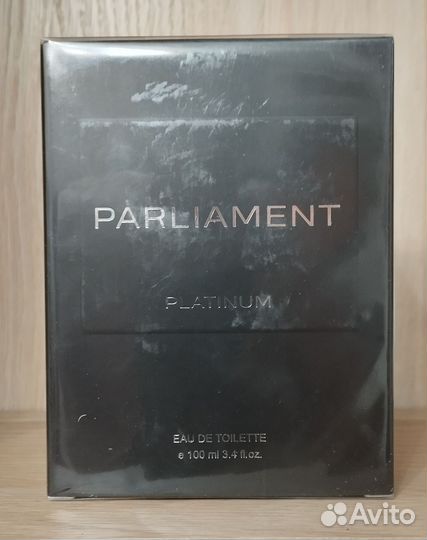 PARLIAMENT
PLATINUM
EAU DE TOILETTE
e 100 ml 3.4 fl.oz.
Avito